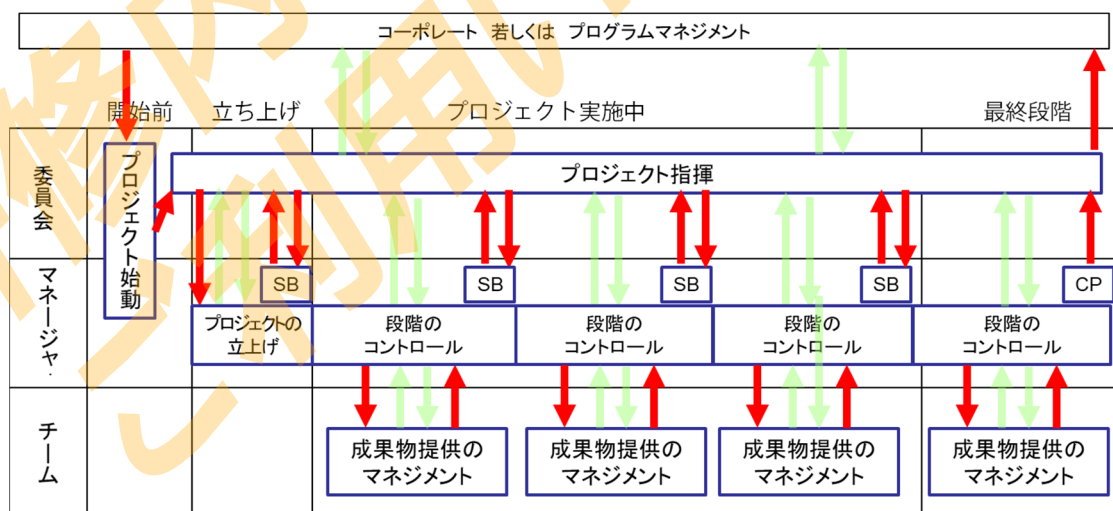 コーポレート 若しくは プログラムマネジメント
開始前
立ち上げ
プロジェクト実施中
最終段階
委員会
プロジェクト始動
プロジェクト指揮
マネージャ.
SB
SB
SB
SB
CP
プロジェクトの
立上げ
段階の
コントロール
段階の
コントロール
段階の
コントロール
段階の
コントロール
チーム
成果物提供の
マネジメント
成果物提供の
マネジメント
成果物提供の
マネジメント
成果物提供の
マネジメント
ご利用